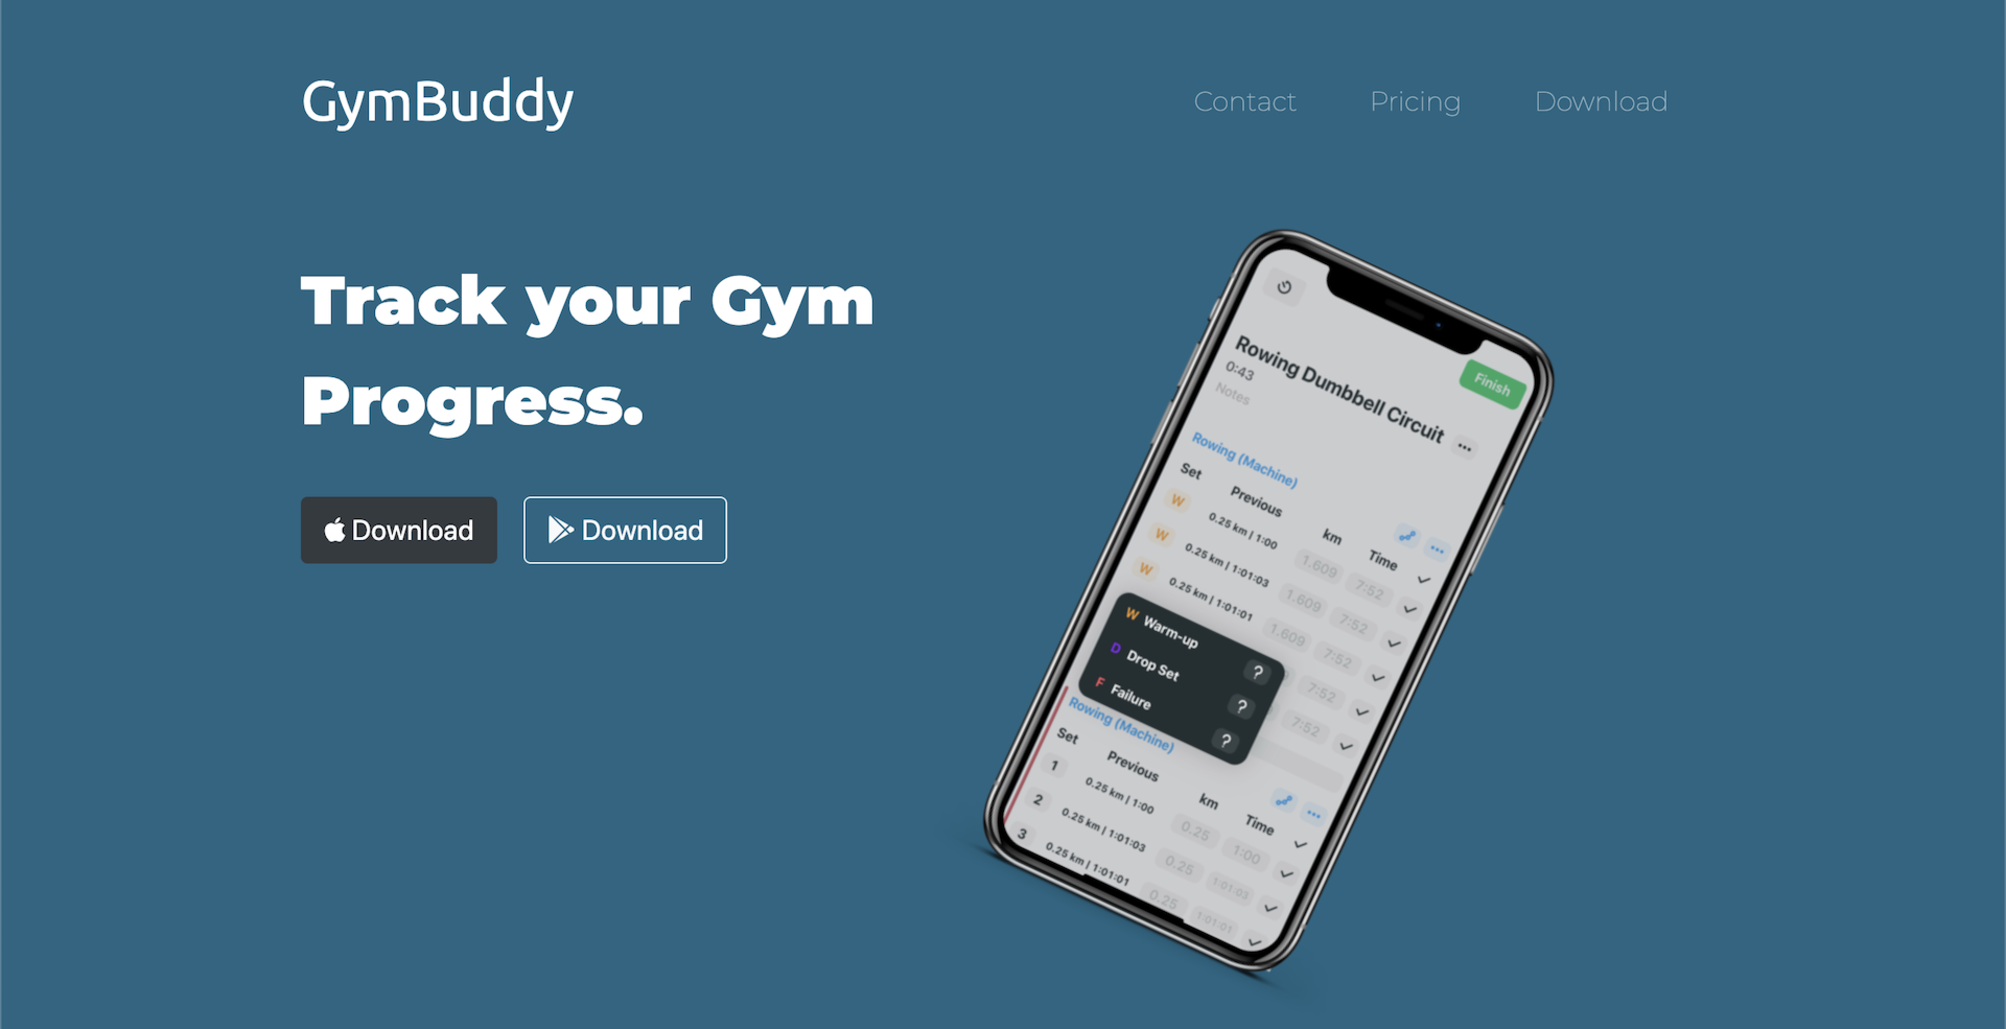 GymBuddy
Contact
Pricing
Download
Track your Gym
Progress.
Download
Download
Finish
Rowing Dumbbell Circuit
0:43
Notes
Rowing (Machine)
Set Previous km Time
W 0.25 km | 1:00 1.609 7:52
W 0.25 km | 1:01:03 1.609 7:52
W 0.25 km | 1:01:01 1.609 7:52
7:52
7:52
W Warm-up ?
D Drop Set ?
F Failure ?
Rowing (Machine)
Set Previous km Time
1 0.25 km | 1:00 0.25 1:00
2 0.25 km | 1:01:03 0.25 1:01:03
3 0.25 km | 1:01:01 0.25 1:01:01